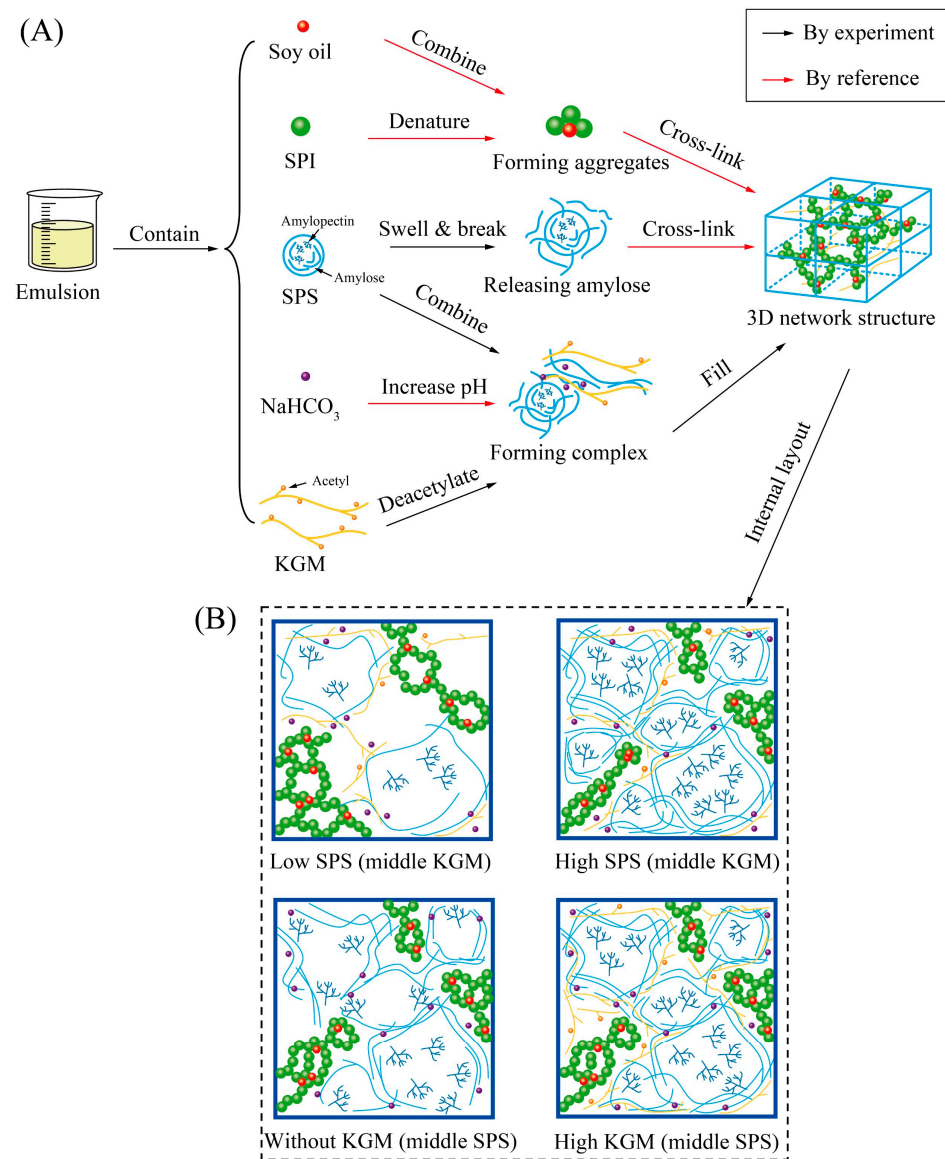 (A)
Soy oil
Combine
By experiment
By reference
SPI
Denature
Forming aggregates
Cross-link
Emulsion
Contain
Amylopectin
Amylose
SPS
Swell & break
Releasing amylose
Cross-link
3D network structure
Combine
NaHCO₃
Increase pH
Forming complex
Fill
Acetyl
KGM
Deacetylate
Internal layout
(B)
Low SPS (middle KGM)
High SPS (middle KGM)
Without KGM (middle SPS)
High KGM (middle SPS)